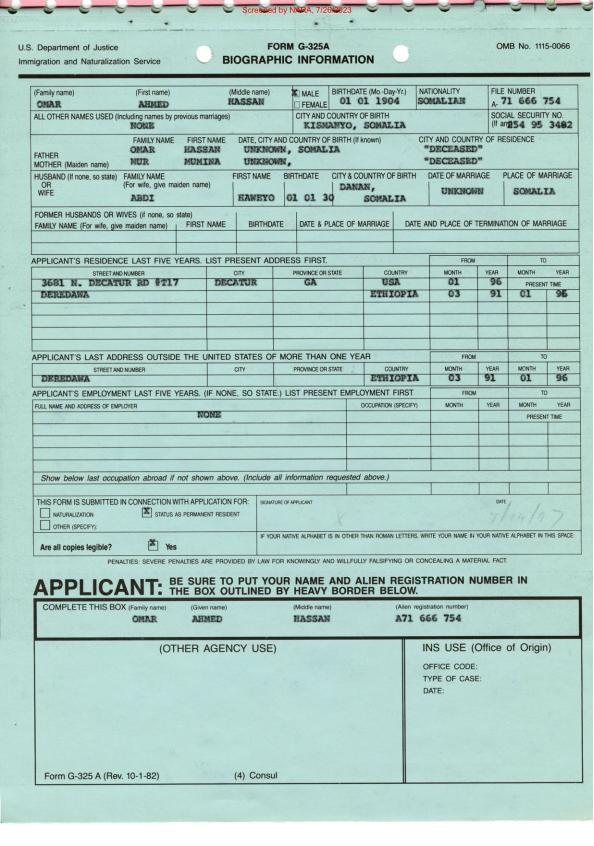 Screened by NARA, 7/26/2023
U.S. Department of Justice
Immigration and Naturalization Service
FORM G-325A
BIOGRAPHIC INFORMATION
OMB No. 1115-0066
(Family name) (First name) (Middle name) X MALE BIRTHDATE (Mo.-Day-Yr.) NATIONALITY FILE NUMBER
OMAR AHMED HASSAN FEMALE 01 01 1904 SOMALIAN A- 71 666 754
ALL OTHER NAMES USED (Including names by previous marriages) CITY AND COUNTRY OF BIRTH SOCIAL SECURITY NO.
NONE KISMANYO, SOMALIA (If any) 254 95 3482
FAMILY NAME FIRST NAME DATE, CITY AND COUNTRY OF BIRTH (If known) CITY AND COUNTRY OF RESIDENCE
FATHER OMAR HASSAN UNKNOWN, SOMALIA "DECEASED"
MOTHER (Maiden name) NUR MUMINA UNKNOWN, "DECEASED"
HUSBAND (If none, so state) FAMILY NAME FIRST NAME BIRTHDATE CITY & COUNTRY OF BIRTH DATE OF MARRIAGE PLACE OF MARRIAGE
OR (For wife, give maiden name) DANAN,
WIFE ABDI HAWEYO 01 01 30 SOMALIA UNKNOWN SOMALIA
FORMER HUSBANDS OR WIVES (if none, so state)
FAMILY NAME (For wife, give maiden name) FIRST NAME BIRTHDATE DATE & PLACE OF MARRIAGE DATE AND PLACE OF TERMINATION OF MARRIAGE
APPLICANT'S RESIDENCE LAST FIVE YEARS. LIST PRESENT ADDRESS FIRST. FROM TO
STREET AND NUMBER CITY PROVINCE OR STATE COUNTRY MONTH YEAR MONTH YEAR
3681 N. DECATUR RD #T17 DECATUR GA USA 01 96 PRESENT TIME
DEREDAWA ETHIOPIA 03 91 01 96
APPLICANT'S LAST ADDRESS OUTSIDE THE UNITED STATES OF MORE THAN ONE YEAR FROM TO
STREET AND NUMBER CITY PROVINCE OR STATE COUNTRY MONTH YEAR MONTH YEAR
DEREDAWA ETHIOPIA 03 91 01 96
APPLICANT'S EMPLOYMENT LAST FIVE YEARS. (IF NONE, SO STATE.) LIST PRESENT EMPLOYMENT FIRST FROM TO
FULL NAME AND ADDRESS OF EMPLOYER OCCUPATION (SPECIFY) MONTH YEAR MONTH YEAR
NONE PRESENT TIME
Show below last occupation abroad if not shown above. (Include all information requested above.)
THIS FORM IS SUBMITTED IN CONNECTION WITH APPLICATION FOR: SIGNATURE OF APPLICANT DATE
NATURALIZATION X STATUS AS PERMANENT RESIDENT
OTHER (SPECIFY):
IF YOUR NATIVE ALPHABET IS IN OTHER THAN ROMAN LETTERS, WRITE YOUR NAME IN YOUR NATIVE ALPHABET IN THIS SPACE:
Are all copies legible? X Yes
PENALTIES: SEVERE PENALTIES ARE PROVIDED BY LAW FOR KNOWINGLY AND WILLFULLY FALSIFYING OR CONCEALING A MATERIAL FACT.
APPLICANT: BE SURE TO PUT YOUR NAME AND ALIEN REGISTRATION NUMBER IN
THE BOX OUTLINED BY HEAVY BORDER BELOW.
COMPLETE THIS BOX (Family name) (Given name) (Middle name) (Alien registration number)
OMAR AHMED HASSAN A71 666 754
(OTHER AGENCY USE) INS USE (Office of Origin)
OFFICE CODE:
TYPE OF CASE:
DATE:
Form G-325 A (Rev. 10-1-82) (4) Consul